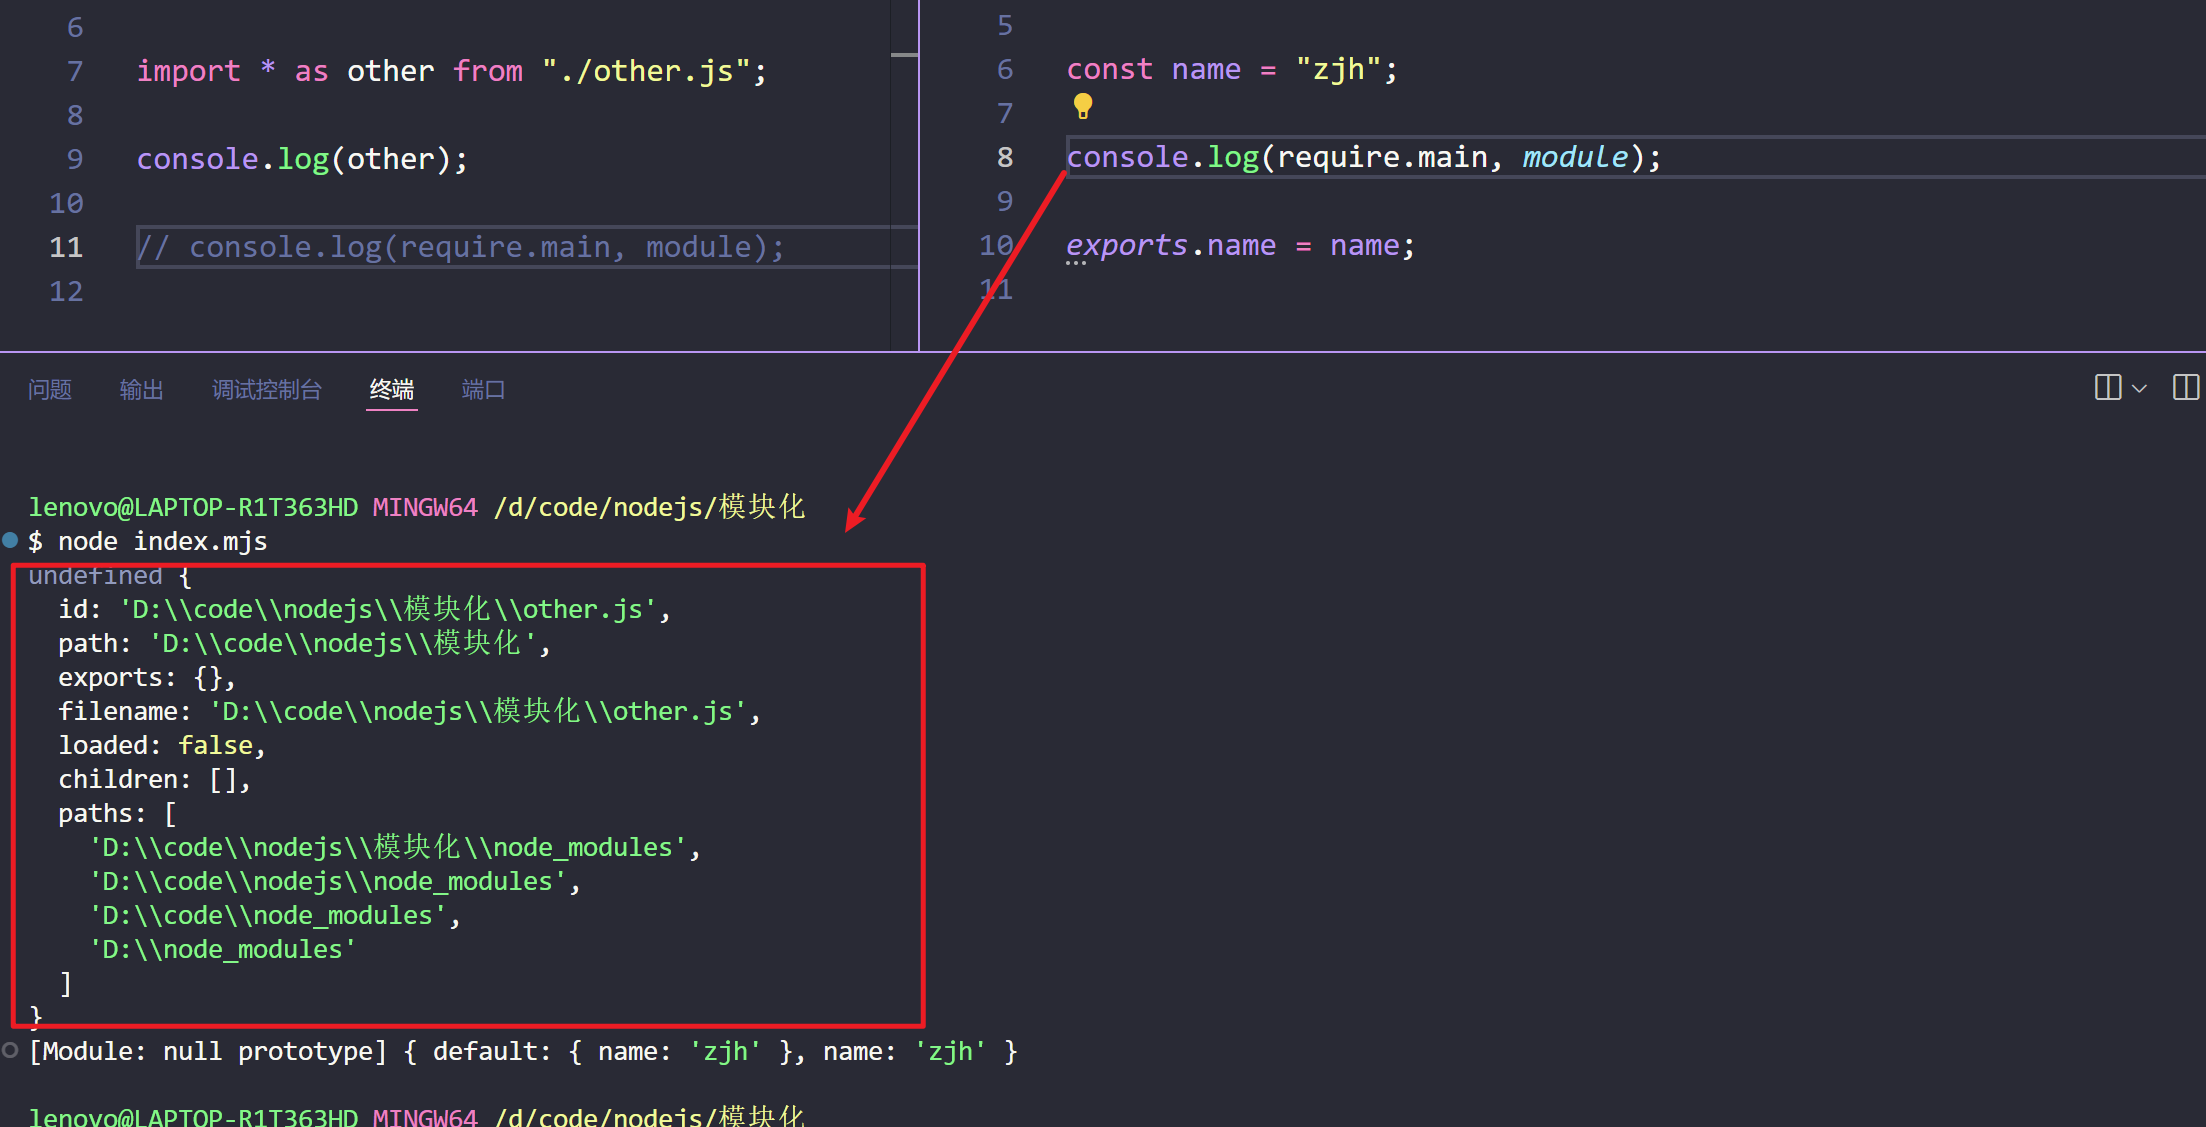 6
7 import * as other from "./other.js";
8
9 console.log(other);
10
11 // console.log(require.main, module);
12
5
6 const name = "zjh";
7
8 console.log(require.main, module);
9
10 exports.name = name;
11
问题 输出 调试控制台 终端 端口
lenovo@LAPTOP-R1T363HD MINGW64 /d/code/nodejs/模块化
$ node index.mjs
undefined {
  id: 'D:\\code\\nodejs\\模块化\\other.js',
  path: 'D:\\code\\nodejs\\模块化',
  exports: {},
  filename: 'D:\\code\\nodejs\\模块化\\other.js',
  loaded: false,
  children: [],
  paths: [
    'D:\\code\\nodejs\\模块化\\node_modules',
    'D:\\code\\nodejs\\node_modules',
    'D:\\code\\node_modules',
    'D:\\node_modules'
  ]
}
[Module: null prototype] { default: { name: 'zjh' }, name: 'zjh' }
lenovo@LAPTOP-R1T363HD MINGW64 /d/code/nodejs/模块化